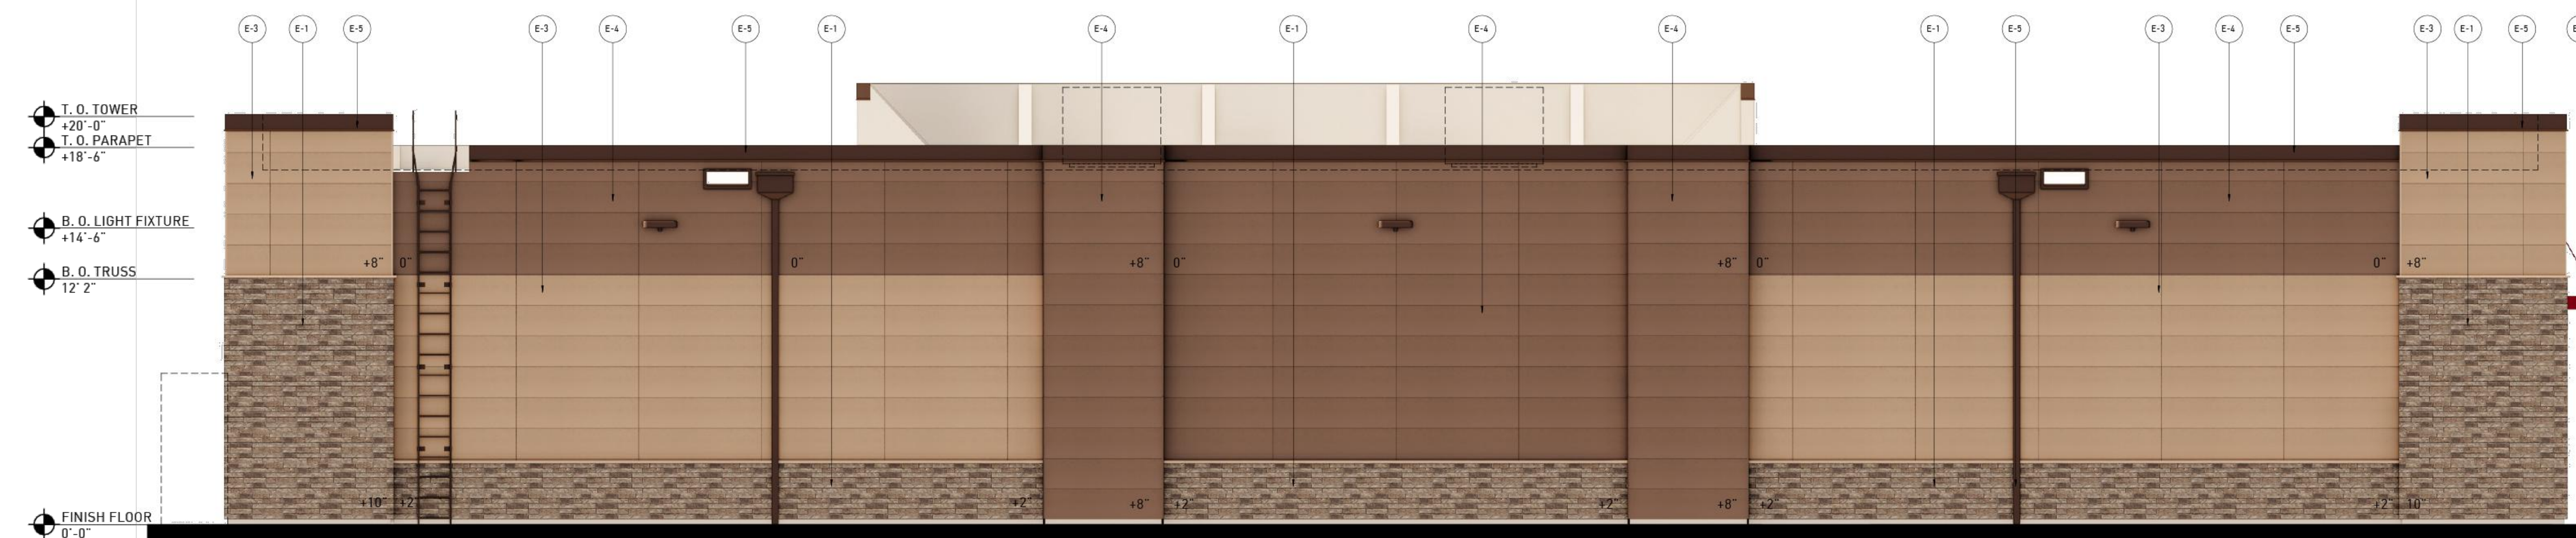 E-3 E-1 E-5 E-3 E-4 E-5 E-1 E-4 E-1 E-4 E-4 E-1 E-5 E-3 E-4 E-5 E-3 E-1 E-5
T. O. TOWER
+20'-0"
T. O. PARAPET
+18'-6"
B. O. LIGHT FIXTURE
+14'-6"
+8" 0" 0" +8" 0" +8" 0" 0" +8"
B. O. TRUSS
12' 2"
+10" +2 +2" +8" +2" +2" +8" +2" +2" 10"
FINISH FLOOR
0'-0"